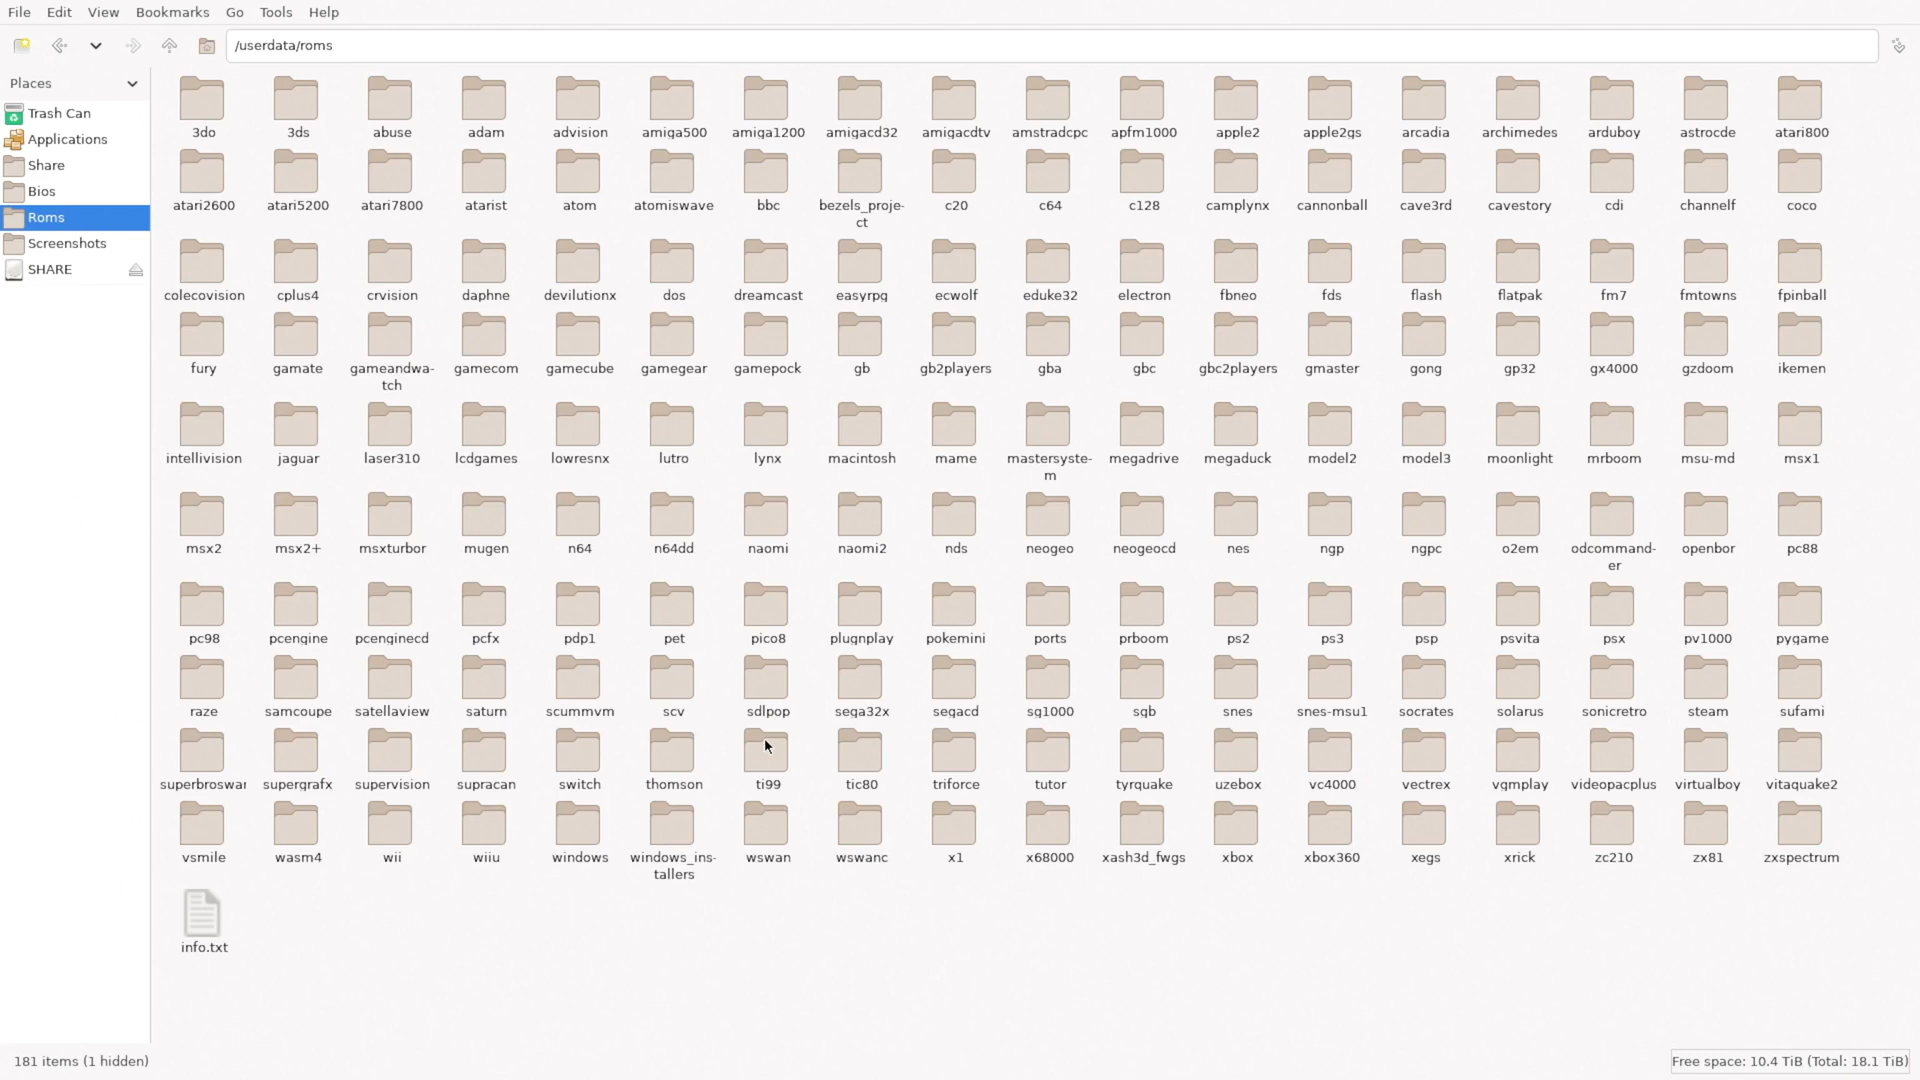 File Edit View Bookmarks Go Tools Help
/userdata/roms
Places
Trash Can
Applications
Share
Bios
Roms
Screenshots
SHARE
3do 3ds abuse adam advision amiga500 amiga1200 amigacd32 amigacdtv amstradcpc apfm1000 apple2 apple2gs arcadia archimedes arduboy astrocde atari800
atari2600 atari5200 atari7800 atarist atom atomiswave bbc bezels_proje- c20 c64 c128 camplynx cannonball cave3rd cavestory cdi channelf coco
ct
colecovision cplus4 crvision daphne devilutionx dos dreamcast easyrpg ecwolf eduke32 electron fbneo fds flash flatpak fm7 fmtowns fpinball
fury gamate gameandwa- gamecom gamecube gamegear gamepock gb gb2players gba gbc gbc2players gmaster gong gp32 gx4000 gzdoom ikemen
tch
intellivision jaguar laser310 lcdgames lowresnx lutro lynx macintosh mame mastersyste- megadrive megaduck model2 model3 moonlight mrboom msu-md msx1
m
msx2 msx2+ msxturbor mugen n64 n64dd naomi naomi2 nds neogeo neogeocd nes ngp ngpc o2em odcommand- openbor pc88
er
pc98 pcengine pcenginecd pcfx pdp1 pet pico8 plugnplay pokemini ports prboom ps2 ps3 psp psvita psx pv1000 pygame
raze samcoupe satellaview saturn scummvm scv sdlpop sega32x segacd sg1000 sgb snes snes-msu1 socrates solarus sonicretro steam sufami
superbroswar supergrafx supervision supracan switch thomson ti99 tic80 triforce tutor tyrquake uzebox vc4000 vectrex vgmplay videopacplus virtualboy vitaquake2
vsmile wasm4 wii wiiu windows windows_ins- wswan wswanc x1 x68000 xash3d_fwgs xbox xbox360 xegs xrick zc210 zx81 zxspectrum
tallers
info.txt
181 items (1 hidden)
Free space: 10.4 TiB (Total: 18.1 TiB)